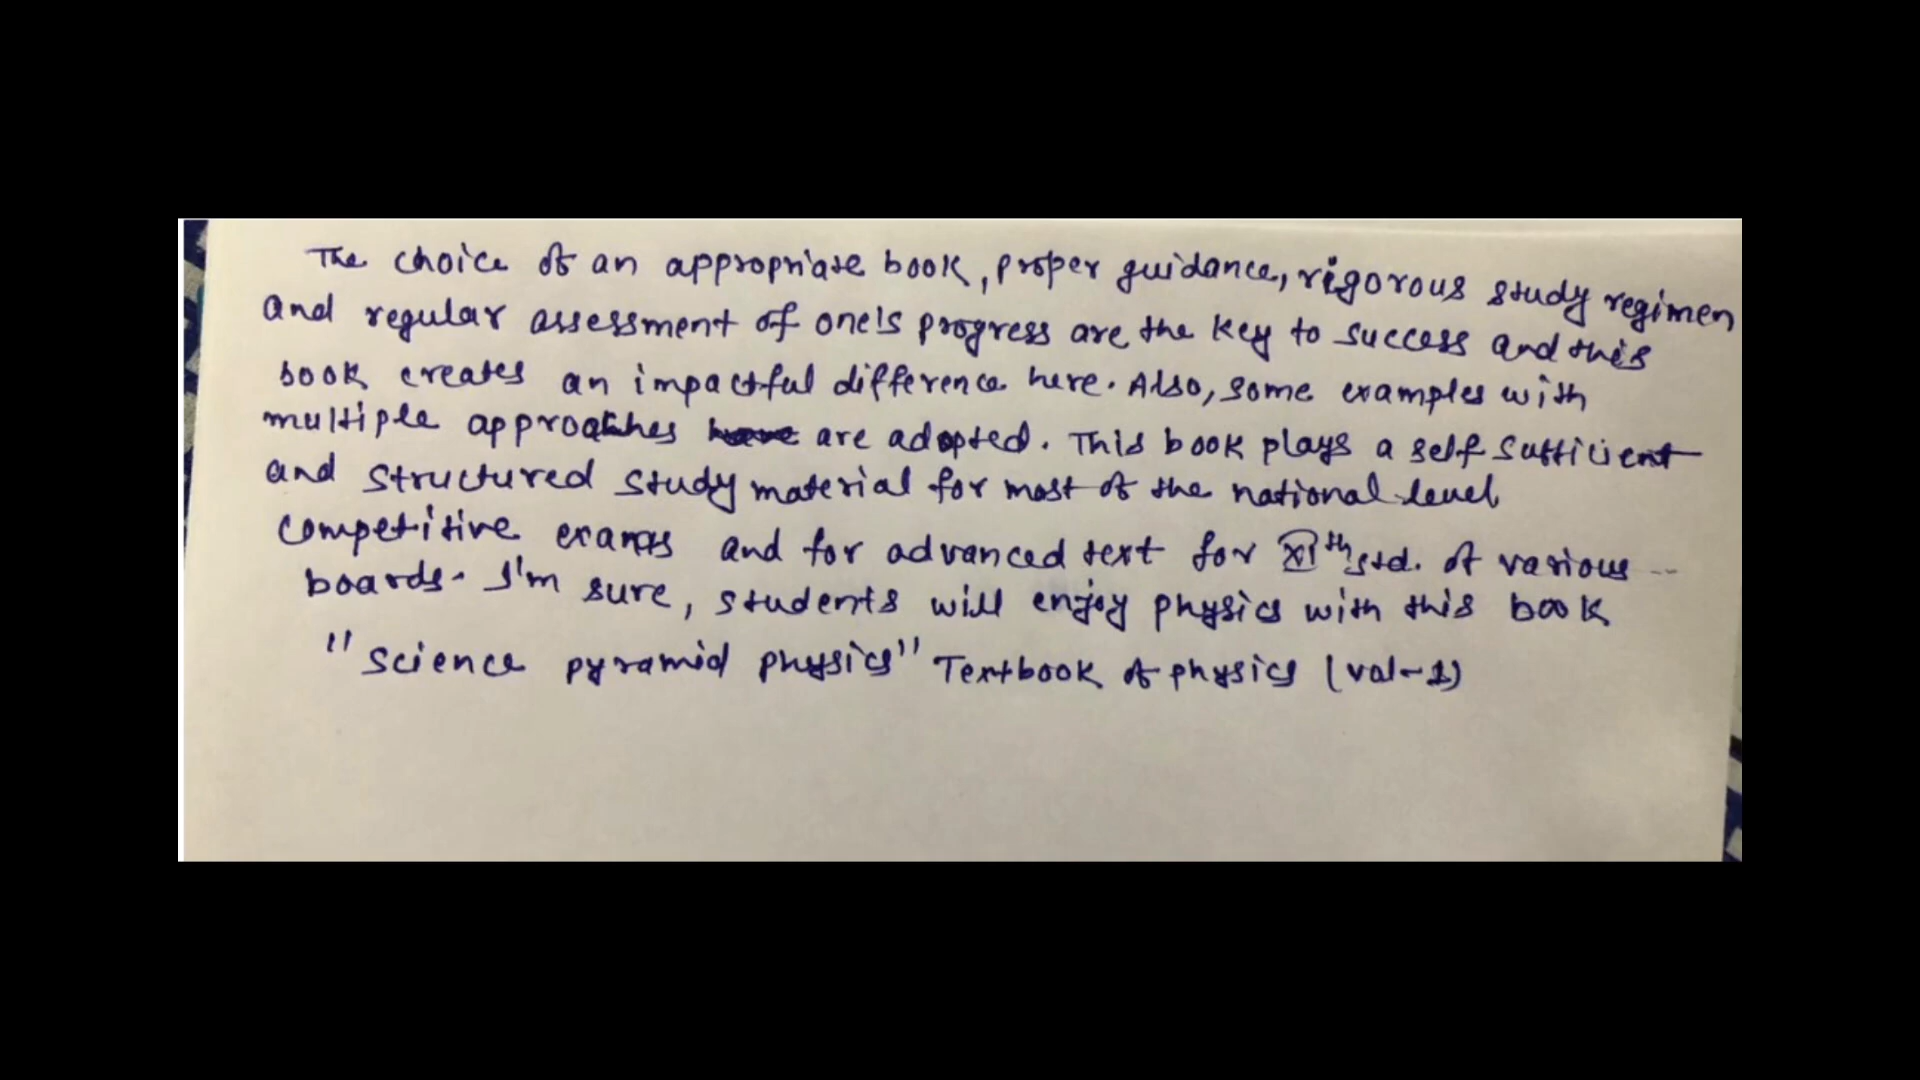 The choice of an appropriate book, proper guidance, rigorous study regimen
and regular assessment of one's progress are the key to success and this
book creates an impactful difference here. Also, some examples with
multiple approaches have are adopted. This book plays a self sufficient
and structured study material for most of the national level
competitive exams and for advanced text for XIth std. of various --
boards. I'm sure, students will enjoy physics with this book
"Science pyramid physics" Textbook of physics (vol-1)